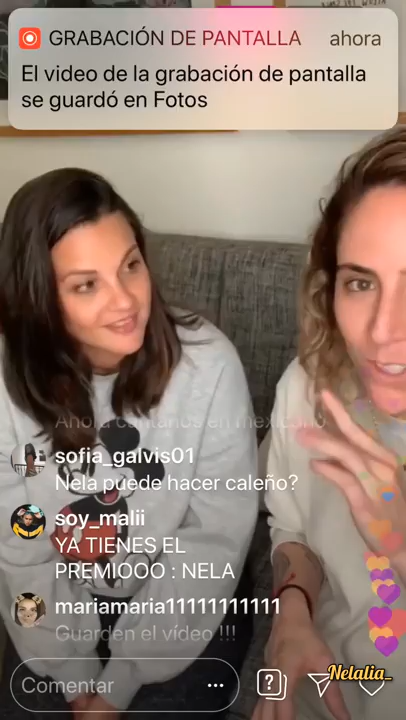 GRABACIÓN DE PANTALLA ahora
El video de la grabación de pantalla
se guardó en Fotos
Ahora cántanos en mexicano
sofia_galvis01
Nela puede hacer caleño?
soy_malii
YA TIENES EL
PREMIOOO : NELA
mariamaria11111111111
Guarden el vídeo !!!
Comentar
Nelalia_